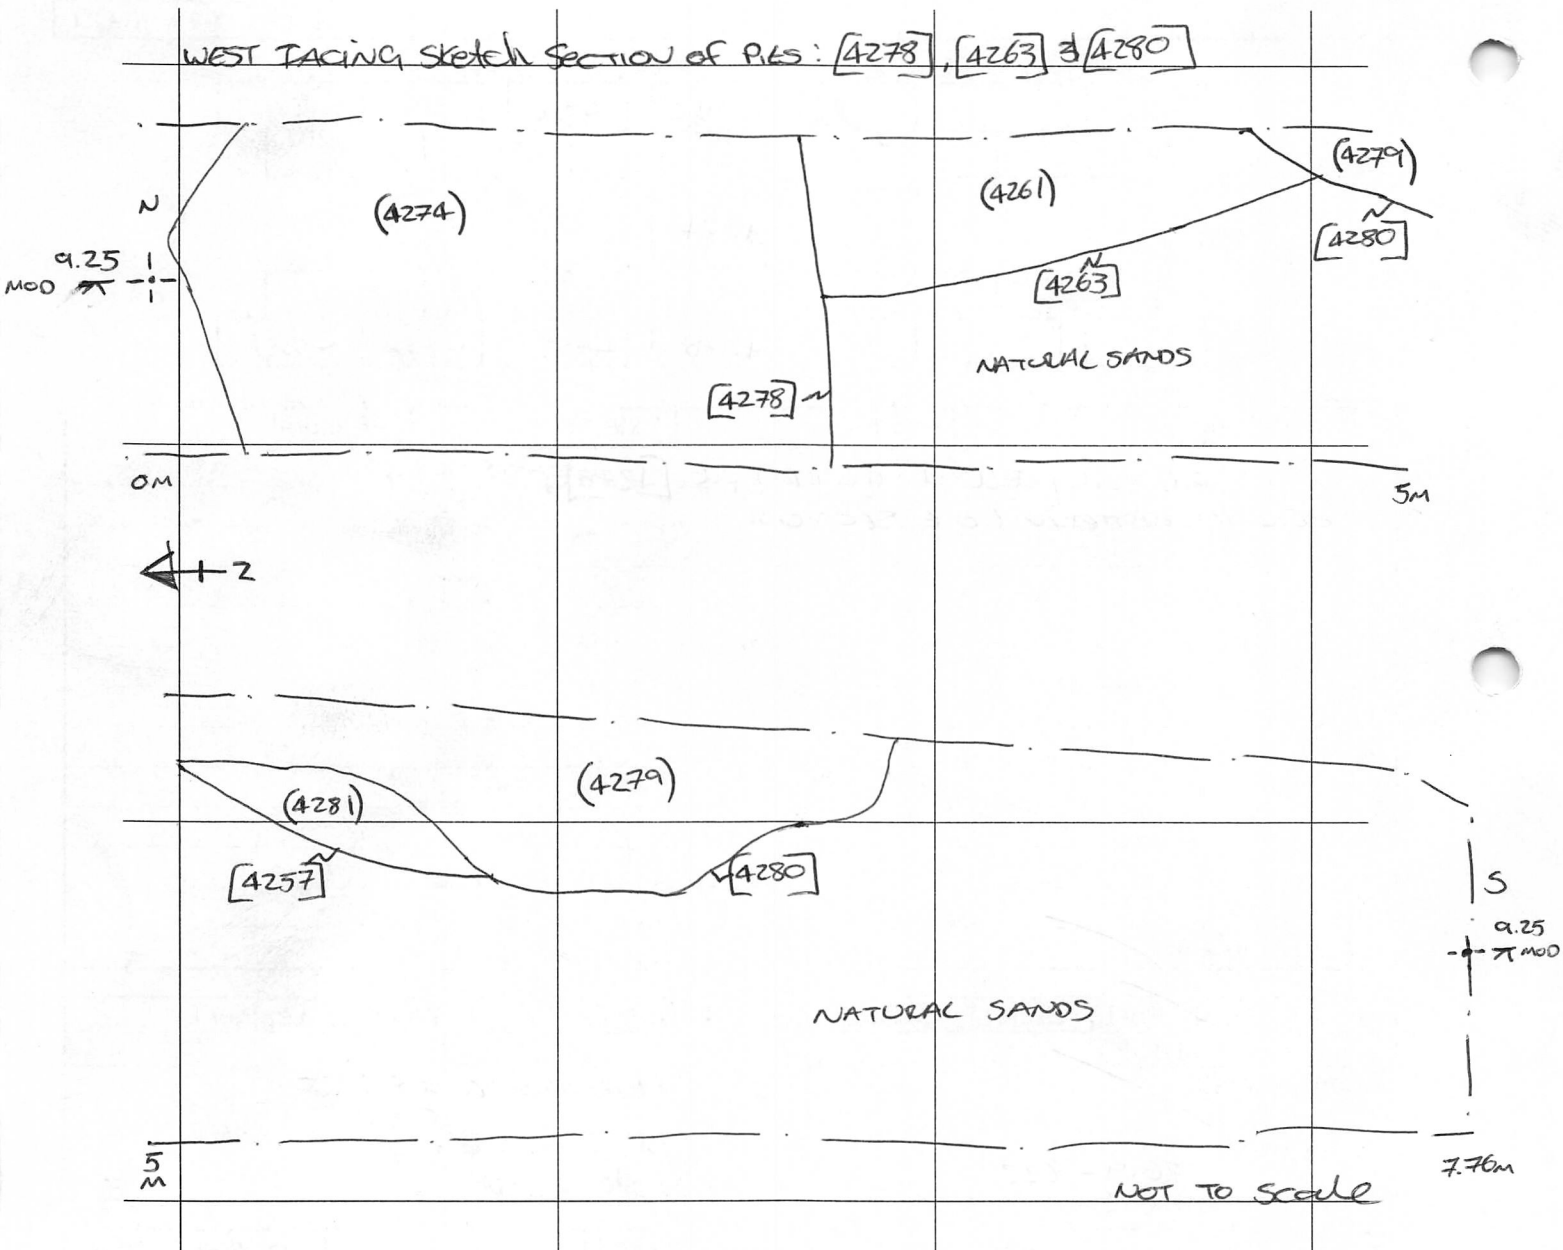 WEST FACING Sketch Section of Pits: [4278], [4263] & [4280]
(4279)
(4261)
(4274)
N
[4280]
9.25
MOD
[4263]
NATURAL SANDS
[4278]
0M
5M
Z
(4279)
(4281)
[4257]
[4280]
S
9.25
MOD
NATURAL SANDS
5
M
7.76m
NOT TO Scale